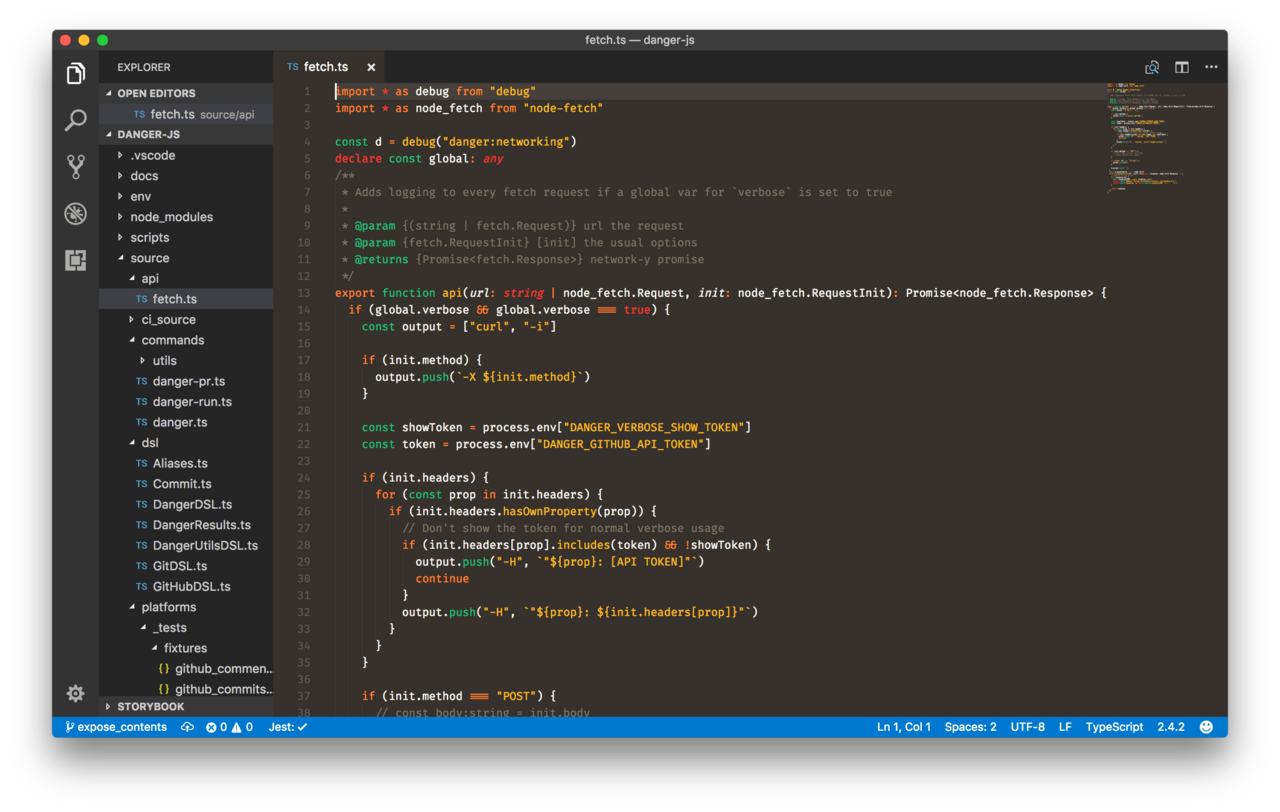 fetch.ts — danger-js
EXPLORER
OPEN EDITORS
TS fetch.ts source/api
DANGER-JS
.vscode
docs
env
node_modules
scripts
source
api
TS fetch.ts
ci_source
commands
utils
TS danger-pr.ts
TS danger-run.ts
TS danger.ts
dsl
TS Aliases.ts
TS Commit.ts
TS DangerDSL.ts
TS DangerResults.ts
TS DangerUtilsDSL.ts
TS GitDSL.ts
TS GitHubDSL.ts
platforms
_tests
fixtures
{} github_commen...
{} github_commits...
STORYBOOK
TS fetch.ts ×
1 import * as debug from "debug"
2 import * as node_fetch from "node-fetch"
3
4 const d = debug("danger:networking")
5 declare const global: any
6 /**
7  * Adds logging to every fetch request if a global var for `verbose` is set to true
8  *
9  * @param {(string | fetch.Request)} url the request
10  * @param {fetch.RequestInit} [init] the usual options
11  * @returns {Promise<fetch.Response>} network-y promise
12  */
13 export function api(url: string | node_fetch.Request, init: node_fetch.RequestInit): Promise<node_fetch.Response> {
14   if (global.verbose && global.verbose === true) {
15     const output = ["curl", "-i"]
16
17     if (init.method) {
18       output.push(`-X ${init.method}`)
19     }
20
21     const showToken = process.env["DANGER_VERBOSE_SHOW_TOKEN"]
22     const token = process.env["DANGER_GITHUB_API_TOKEN"]
23
24     if (init.headers) {
25       for (const prop in init.headers) {
26         if (init.headers.hasOwnProperty(prop)) {
27           // Don't show the token for normal verbose usage
28           if (init.headers[prop].includes(token) && !showToken) {
29             output.push("-H", `"${prop}: [API TOKEN]"`)
30             continue
31           }
32           output.push("-H", `"${prop}: ${init.headers[prop]}"`)
33         }
34       }
35     }
36
37     if (init.method === "POST") {
38       // const body:string = init.body
expose_contents 0 0 Jest: ✓ Ln 1, Col 1 Spaces: 2 UTF-8 LF TypeScript 2.4.2